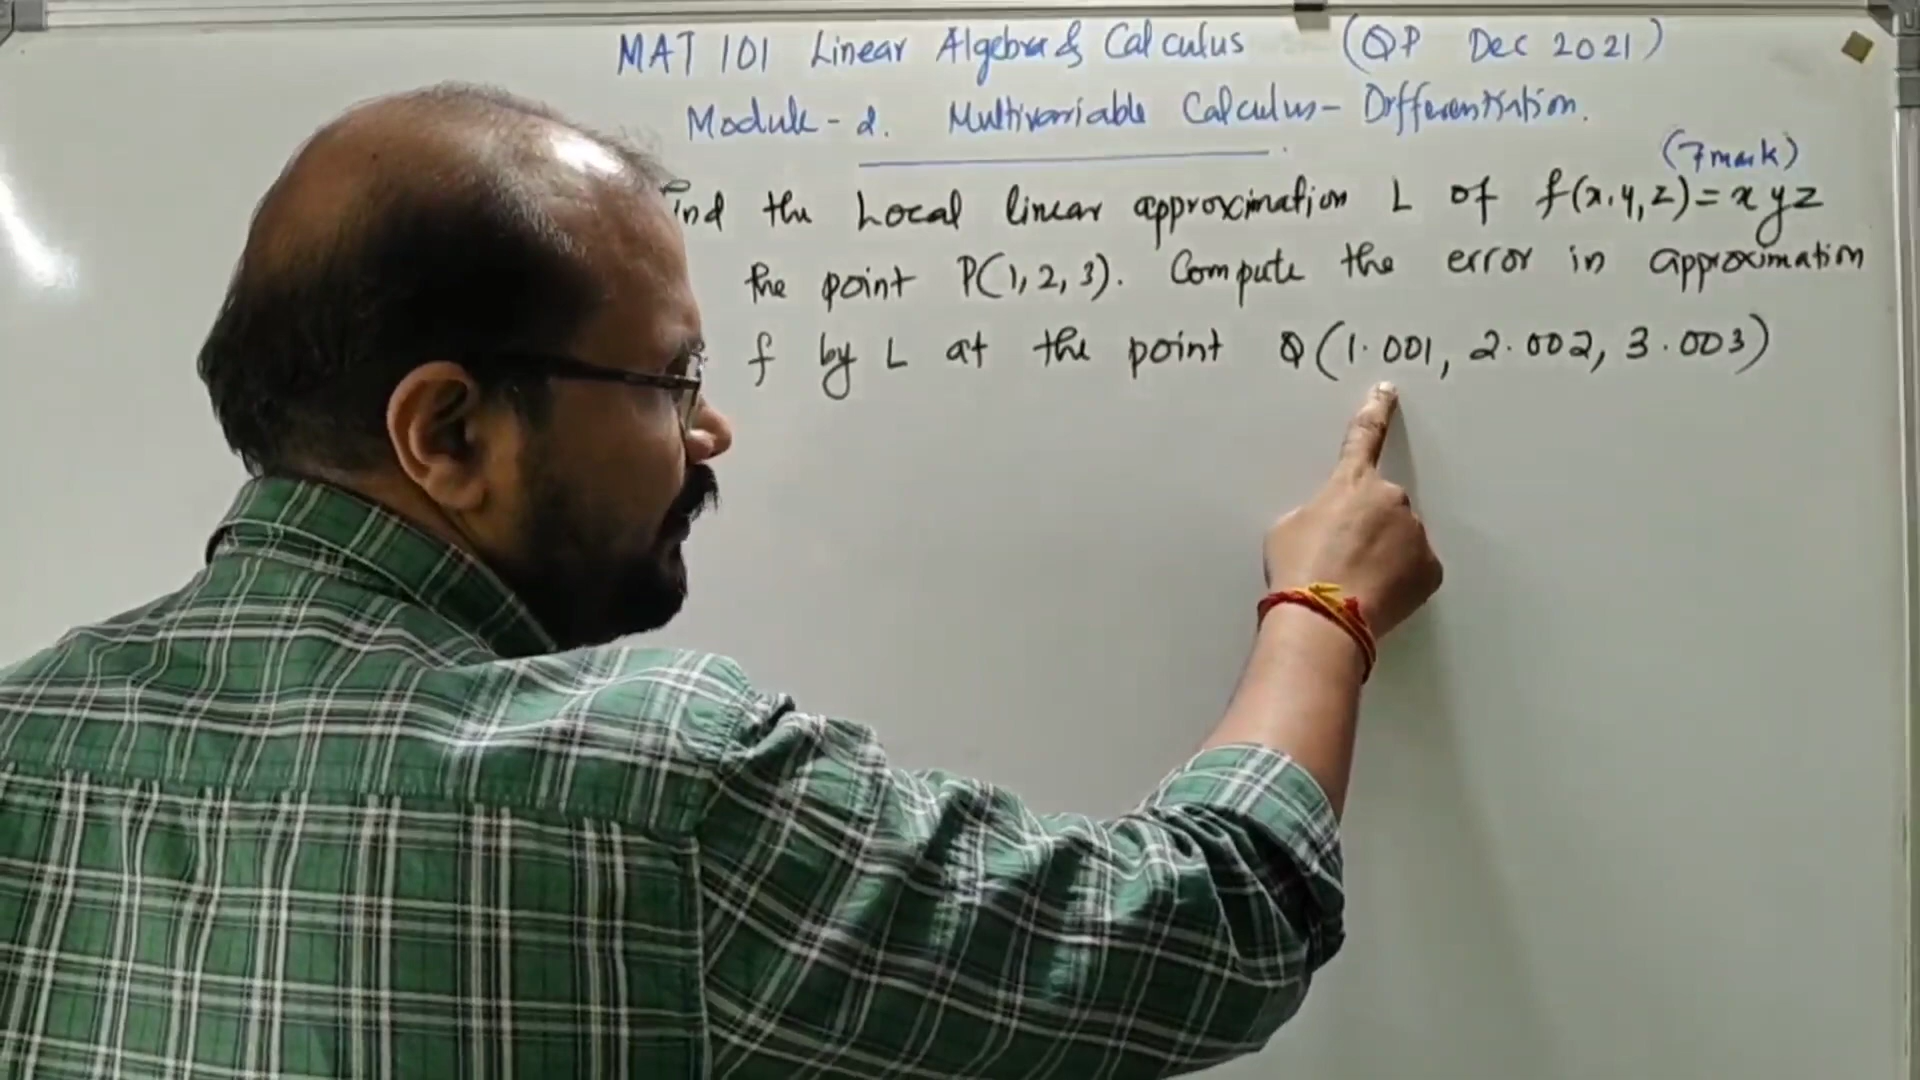 MAT 101 Linear Algebra & Calculus (QP Dec 2021)
Module - 2. Multivariable Calculus - Differentiation.
(7 mark)
Find the Local linear approximation L of f(x,y,z) = xyz
the point P(1, 2, 3). Compute the error in approximation
f by L at the point Q(1.001, 2.002, 3.003)